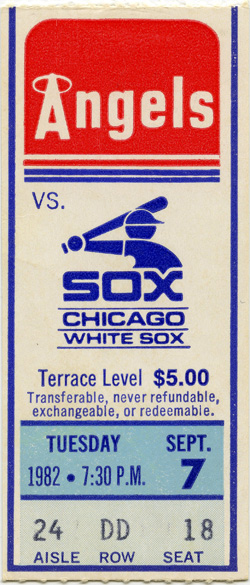 Angels
VS.
SOX
CHICAGO
WHITE SOX
Terrace Level $5.00
Transferable, never refundable,
exchangeable, or redeemable.
TUESDAY SEPT.
1982 • 7:30 P.M. 7
24 DD 18
AISLE ROW SEAT